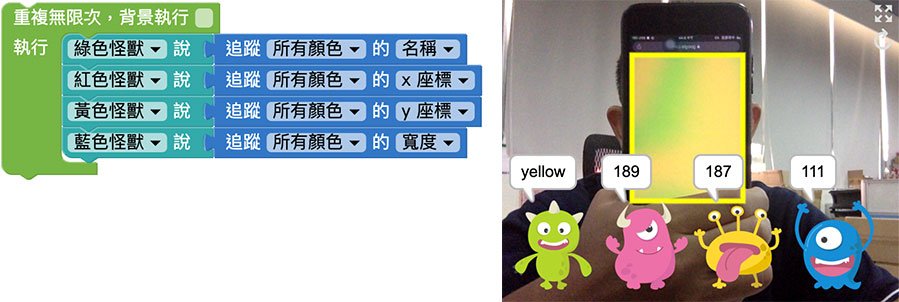 重複無限次，背景執行
執行
綠色怪獸 說 追蹤 所有顏色 的 名稱
紅色怪獸 說 追蹤 所有顏色 的 x 座標
黃色怪獸 說 追蹤 所有顏色 的 y 座標
藍色怪獸 說 追蹤 所有顏色 的 寬度
yellow
189
187
111